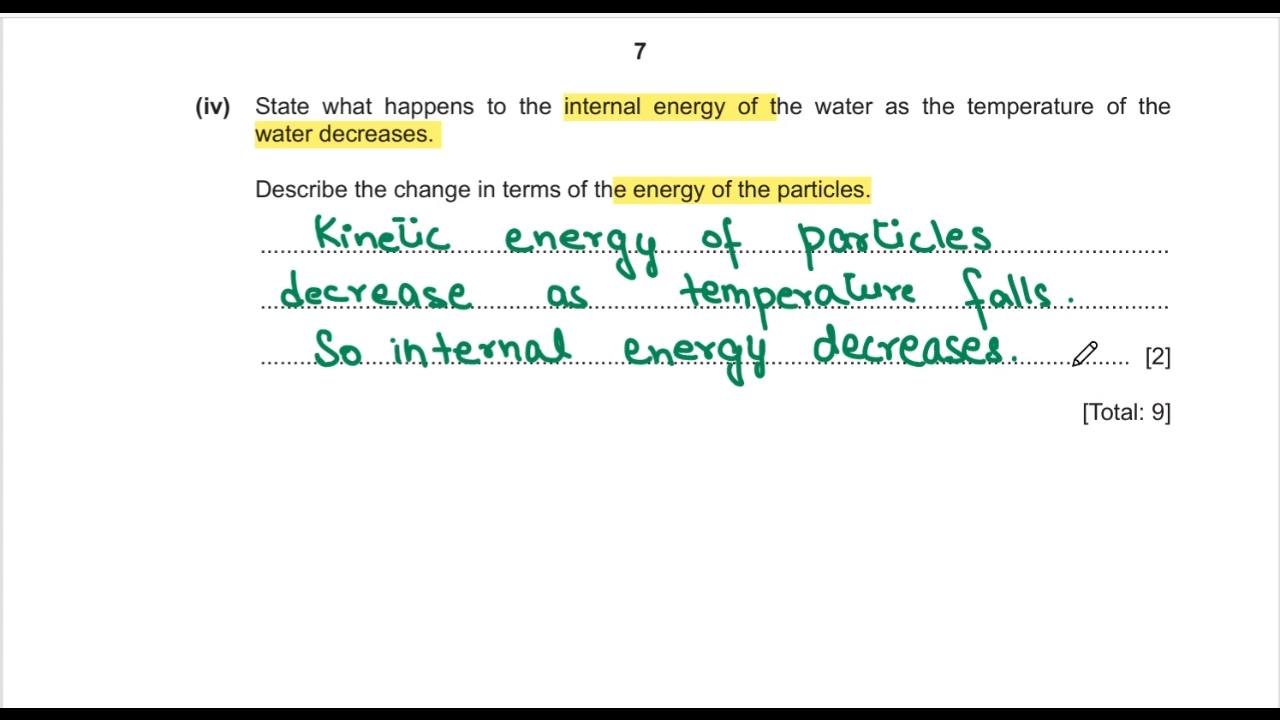 7
(iv) State what happens to the internal energy of the water as the temperature of the
water decreases.
Describe the change in terms of the energy of the particles.
Kinetic energy of particles
decrease as temperature falls.
So internal energy decreases. [2]
[Total: 9]